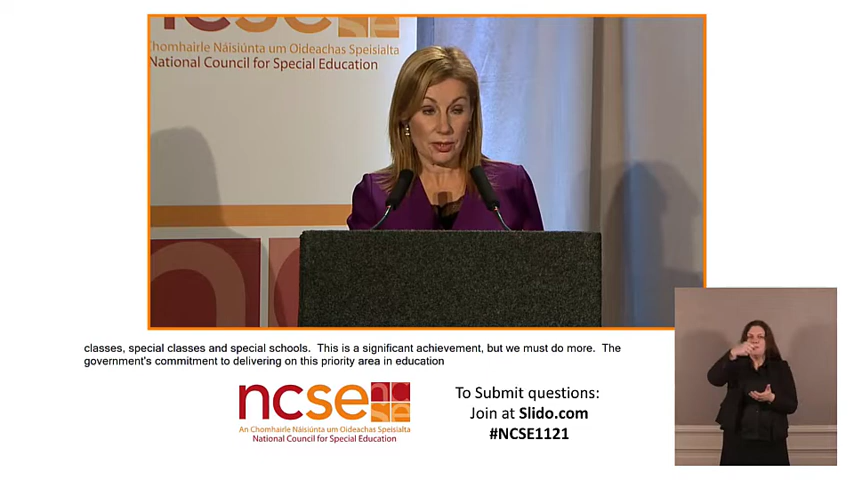 ncse
Chomhairle Náisiúnta um Oideachas Speisialta
National Council for Special Education
classes, special classes and special schools.  This is a significant achievement, but we must do more.  The
government's commitment to delivering on this priority area in education
ncse
An Chomhairle Náisiúnta um Oideachas Speisialta
National Council for Special Education
To Submit questions:
Join at Slido.com
#NCSE1121